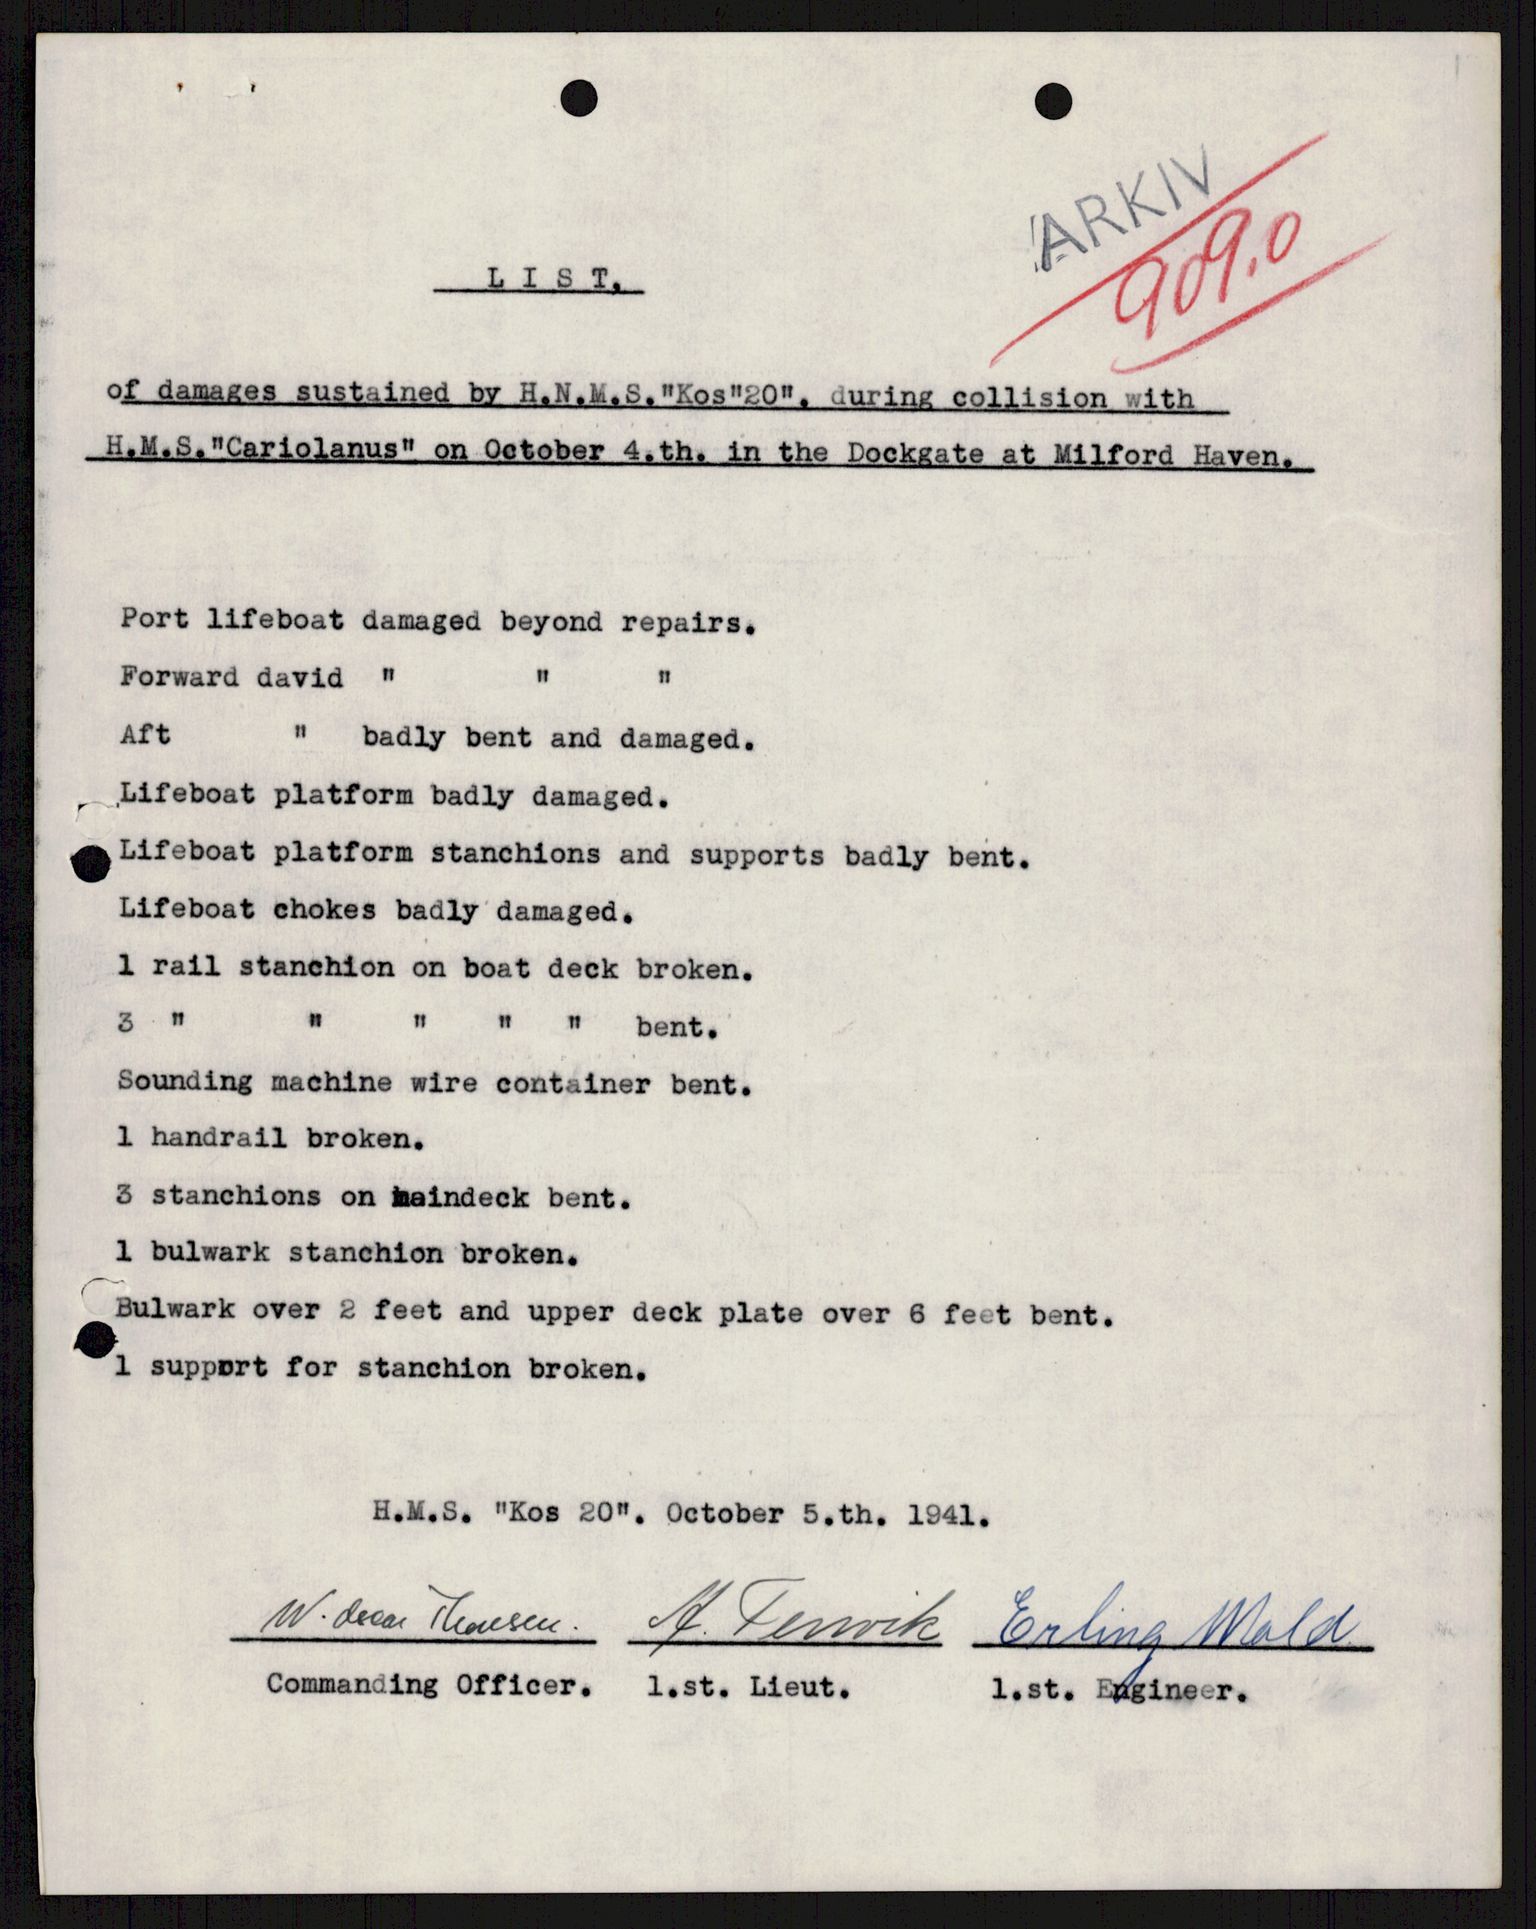 ARKIV
909.0
LIST.
of damages sustained by H.N.M.S."Kos"20". during collision with
H.M.S."Cariolanus" on October 4.th. in the Dockgate at Milford Haven.
Port lifeboat damaged beyond repairs.
Forward david " " "
Aft " badly bent and damaged.
Lifeboat platform badly damaged.
Lifeboat platform stanchions and supports badly bent.
Lifeboat chokes badly damaged.
1 rail stanchion on boat deck broken.
3 " " " " " bent.
Sounding machine wire container bent.
1 handrail broken.
3 stanchions on maindeck bent.
1 bulwark stanchion broken.
Bulwark over 2 feet and upper deck plate over 6 feet bent.
1 support for stanchion broken.
H.M.S. "Kos 20". October 5.th. 1941.
W. Thoresen. A. Fenwik Erling Mold
Commanding Officer. 1.st. Lieut. 1.st. Engineer.